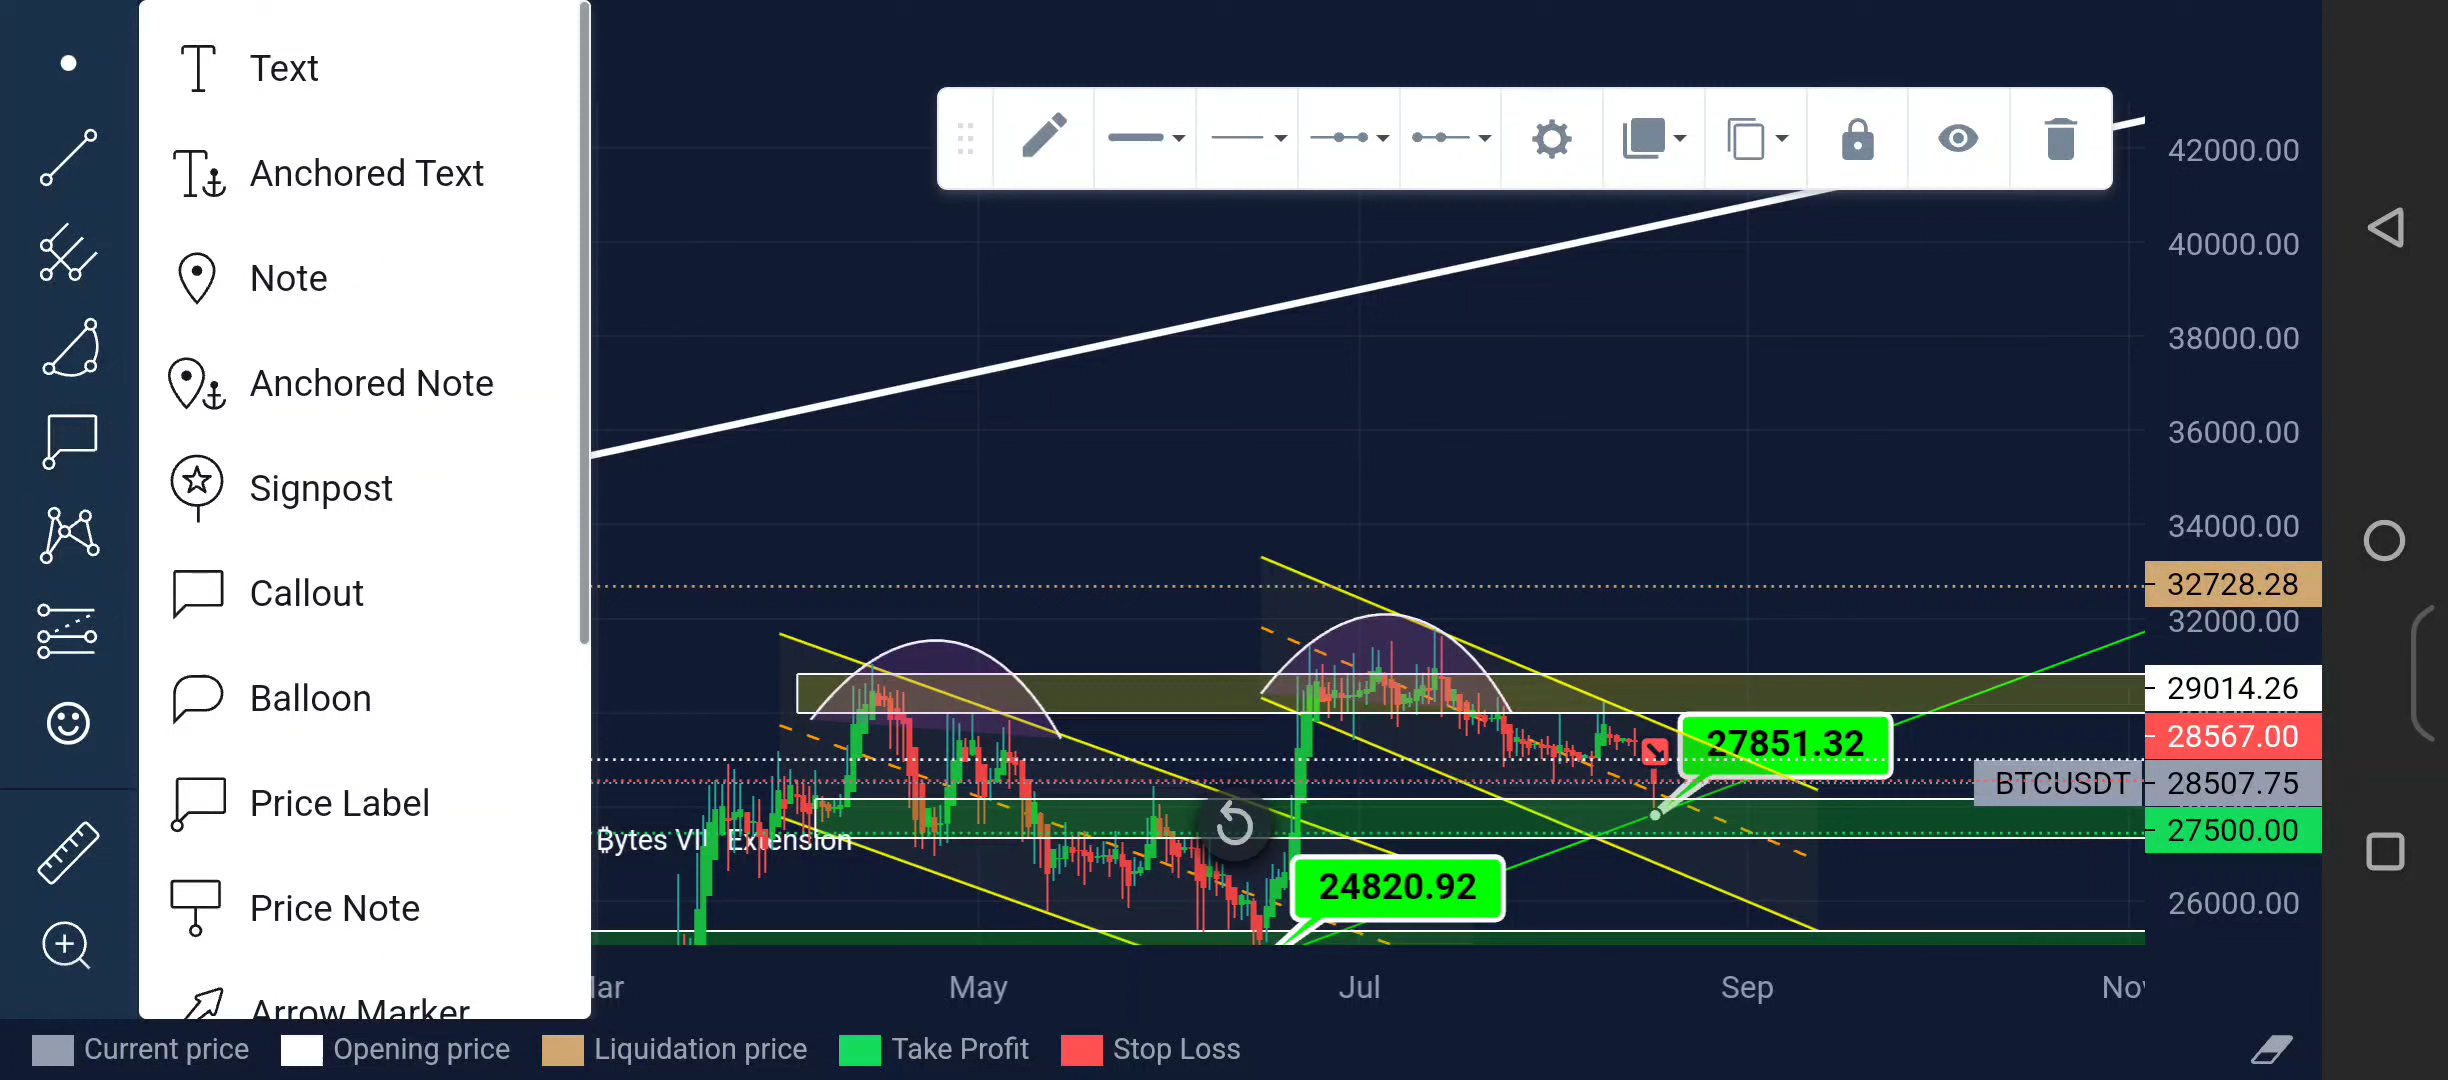 Text
Anchored Text
Note
Anchored Note
Signpost
Callout
Balloon
Price Label
Price Note
Arrow Marker
42000.00
40000.00
38000.00
36000.00
34000.00
32728.28
32000.00
29014.26
28567.00
BTCUSDT 28507.75
27500.00
26000.00
27851.32
24820.92
₿ytes VII Extension
May Jul Sep
Current price Opening price Liquidation price Take Profit Stop Loss